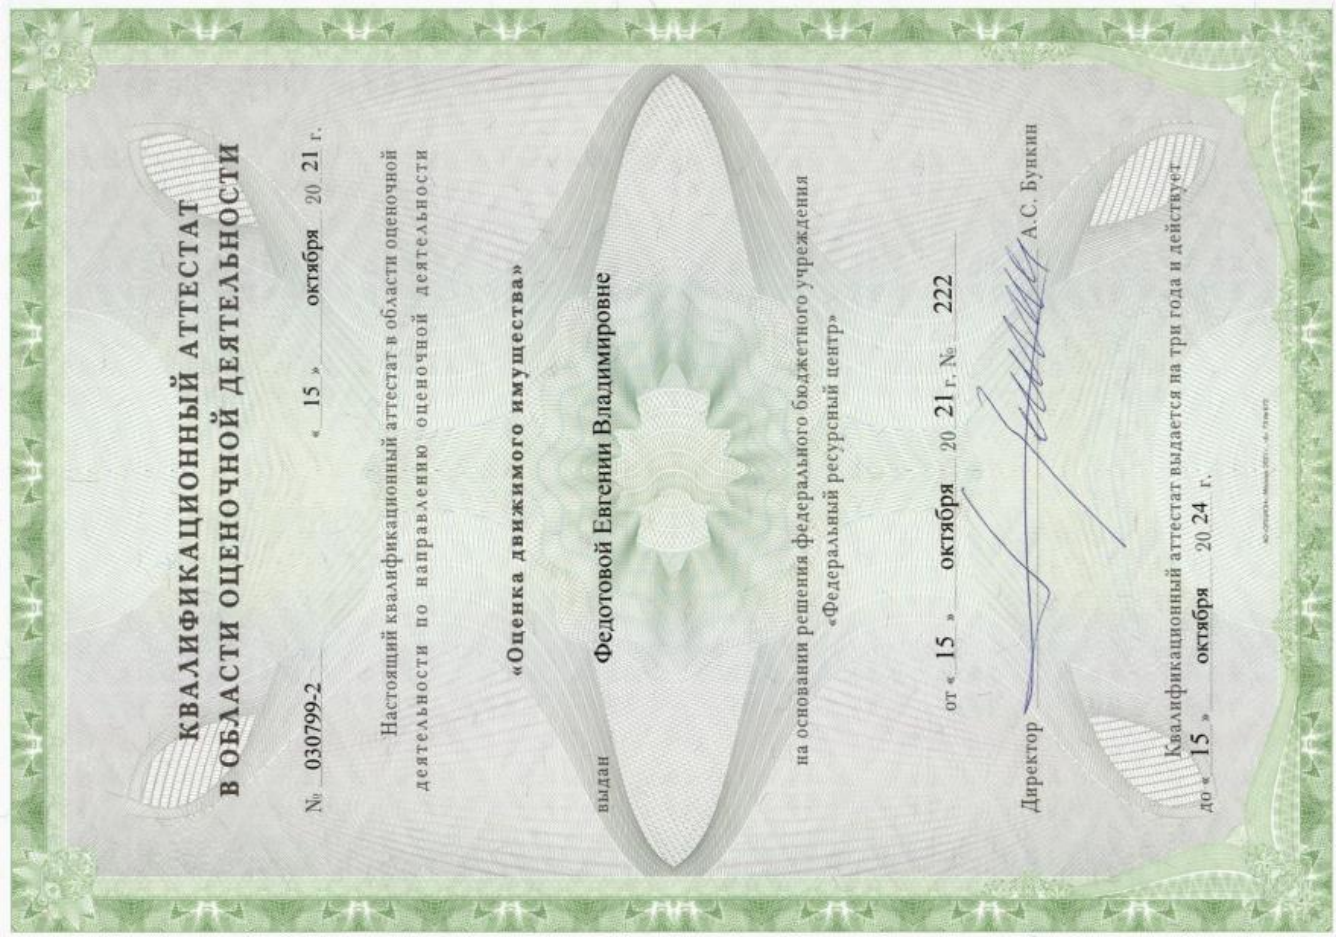 КВАЛИФИКАЦИОННЫЙ АТТЕСТАТ
В ОБЛАСТИ ОЦЕНОЧНОЙ ДЕЯТЕЛЬНОСТИ
№ 030799-2 « 15 » октября 20 21 г.
Настоящий квалификационный аттестат в области оценочной
деятельности по направлению оценочной деятельности
«Оценка движимого имущества»
выдан Федотовой Евгении Владимировне
на основании решения федерального бюджетного учреждения
«Федеральный ресурсный центр»
от « 15 » октября 20 21 г. № 222
Директор А.С. Бункин
Квалификационный аттестат выдается на три года и действует
до « 15 » октября 20 24 г.